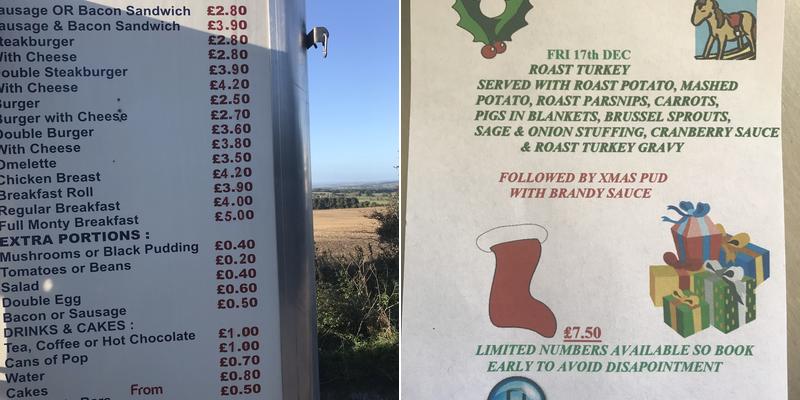 ausage OR Bacon Sandwich £2.80
ausage & Bacon Sandwich £3.90
teakburger £2.80
With Cheese £2.80
ouble Steakburger £3.90
With Cheese £4.20
Burger £2.50
Burger with Cheese £2.70
Double Burger £3.60
With Cheese £3.80
Omelette £3.50
Chicken Breast £4.20
Breakfast Roll £3.90
Regular Breakfast £4.00
Full Monty Breakfast £5.00
EXTRA PORTIONS :
Mushrooms or Black Pudding £0.40
Tomatoes or Beans £0.20
Salad £0.40
Double Egg £0.60
Bacon or Sausage £0.50
DRINKS & CAKES :
Tea, Coffee or Hot Chocolate £1.00
Cans of Pop £1.00
Water £0.70
Cakes £0.80
Bars From £0.50
FRI 17th DEC
ROAST TURKEY
SERVED WITH ROAST POTATO, MASHED
POTATO, ROAST PARSNIPS, CARROTS,
PIGS IN BLANKETS, BRUSSEL SPROUTS,
SAGE & ONION STUFFING, CRANBERRY SAUCE
& ROAST TURKEY GRAVY
FOLLOWED BY XMAS PUD
WITH BRANDY SAUCE
£7.50
LIMITED NUMBERS AVAILABLE SO BOOK
EARLY TO AVOID DISAPOINTMENT